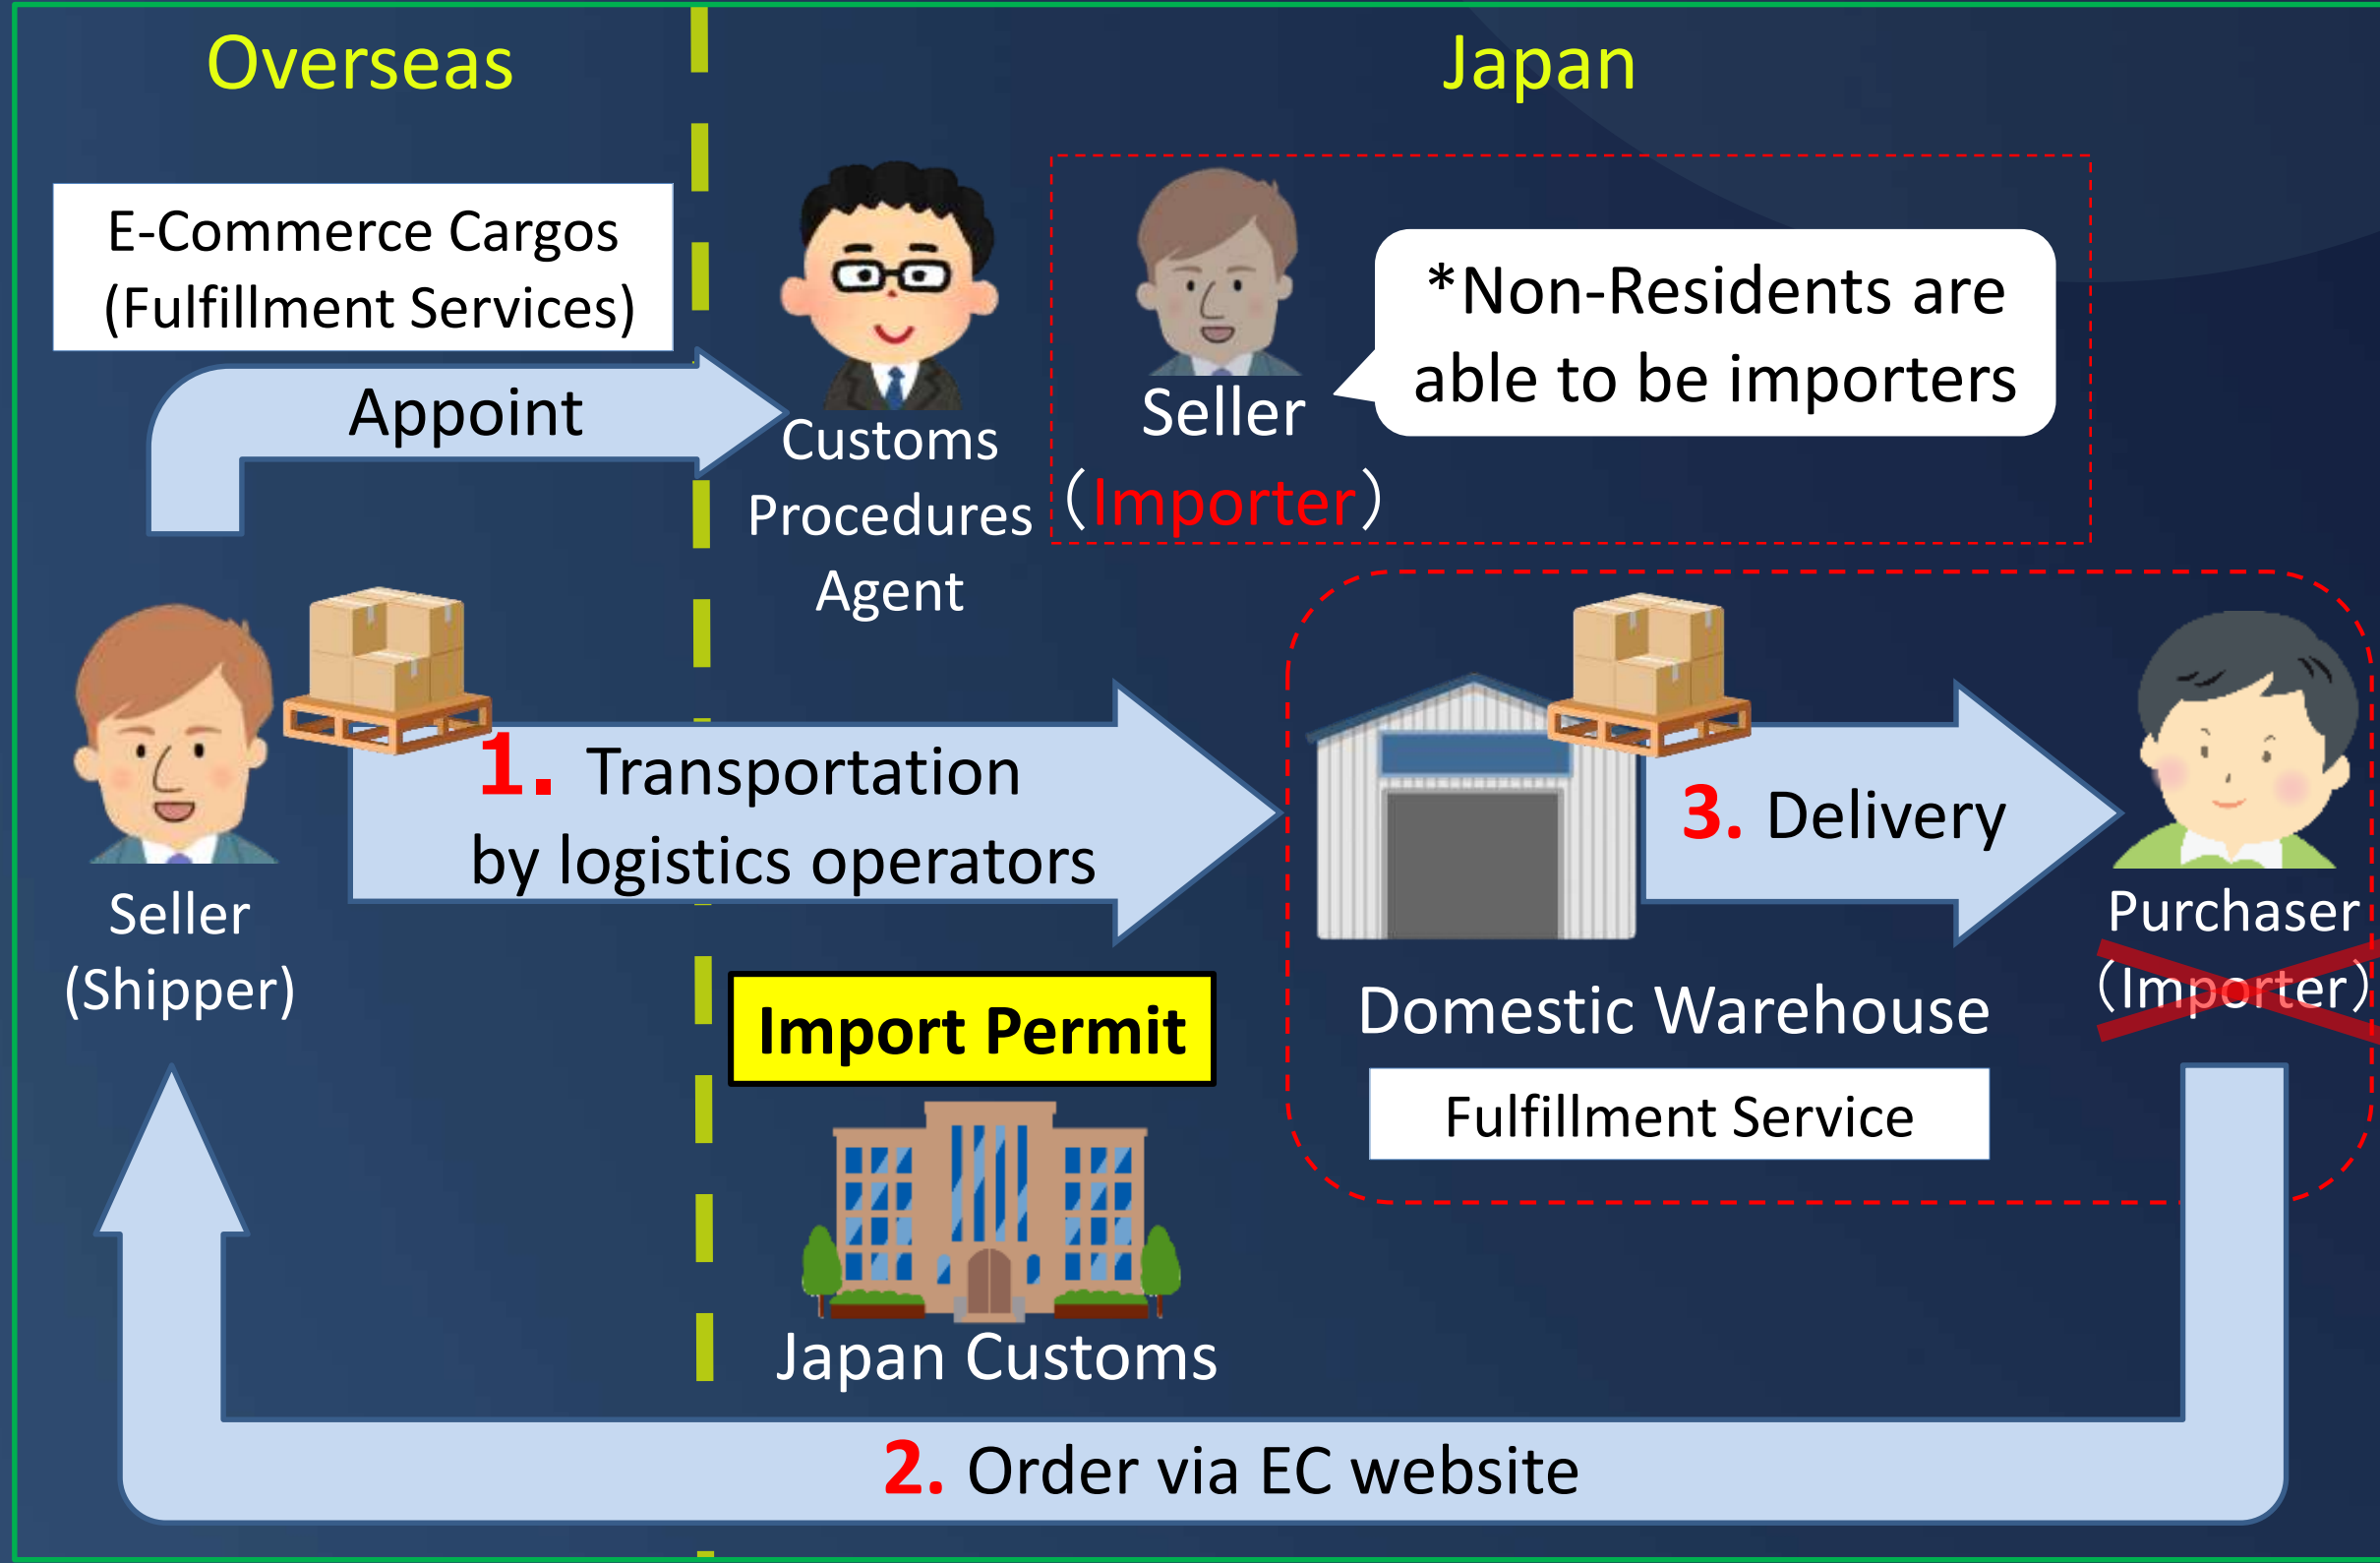 Overseas
Japan
E-Commerce Cargos
(Fulfillment Services)
Appoint
Customs
Procedures
Agent
Seller
（Importer）
*Non-Residents are
able to be importers
Seller
(Shipper)
1. Transportation
by logistics operators
3. Delivery
Purchaser
（Importer）
Domestic Warehouse
Fulfillment Service
Import Permit
Japan Customs
2. Order via EC website